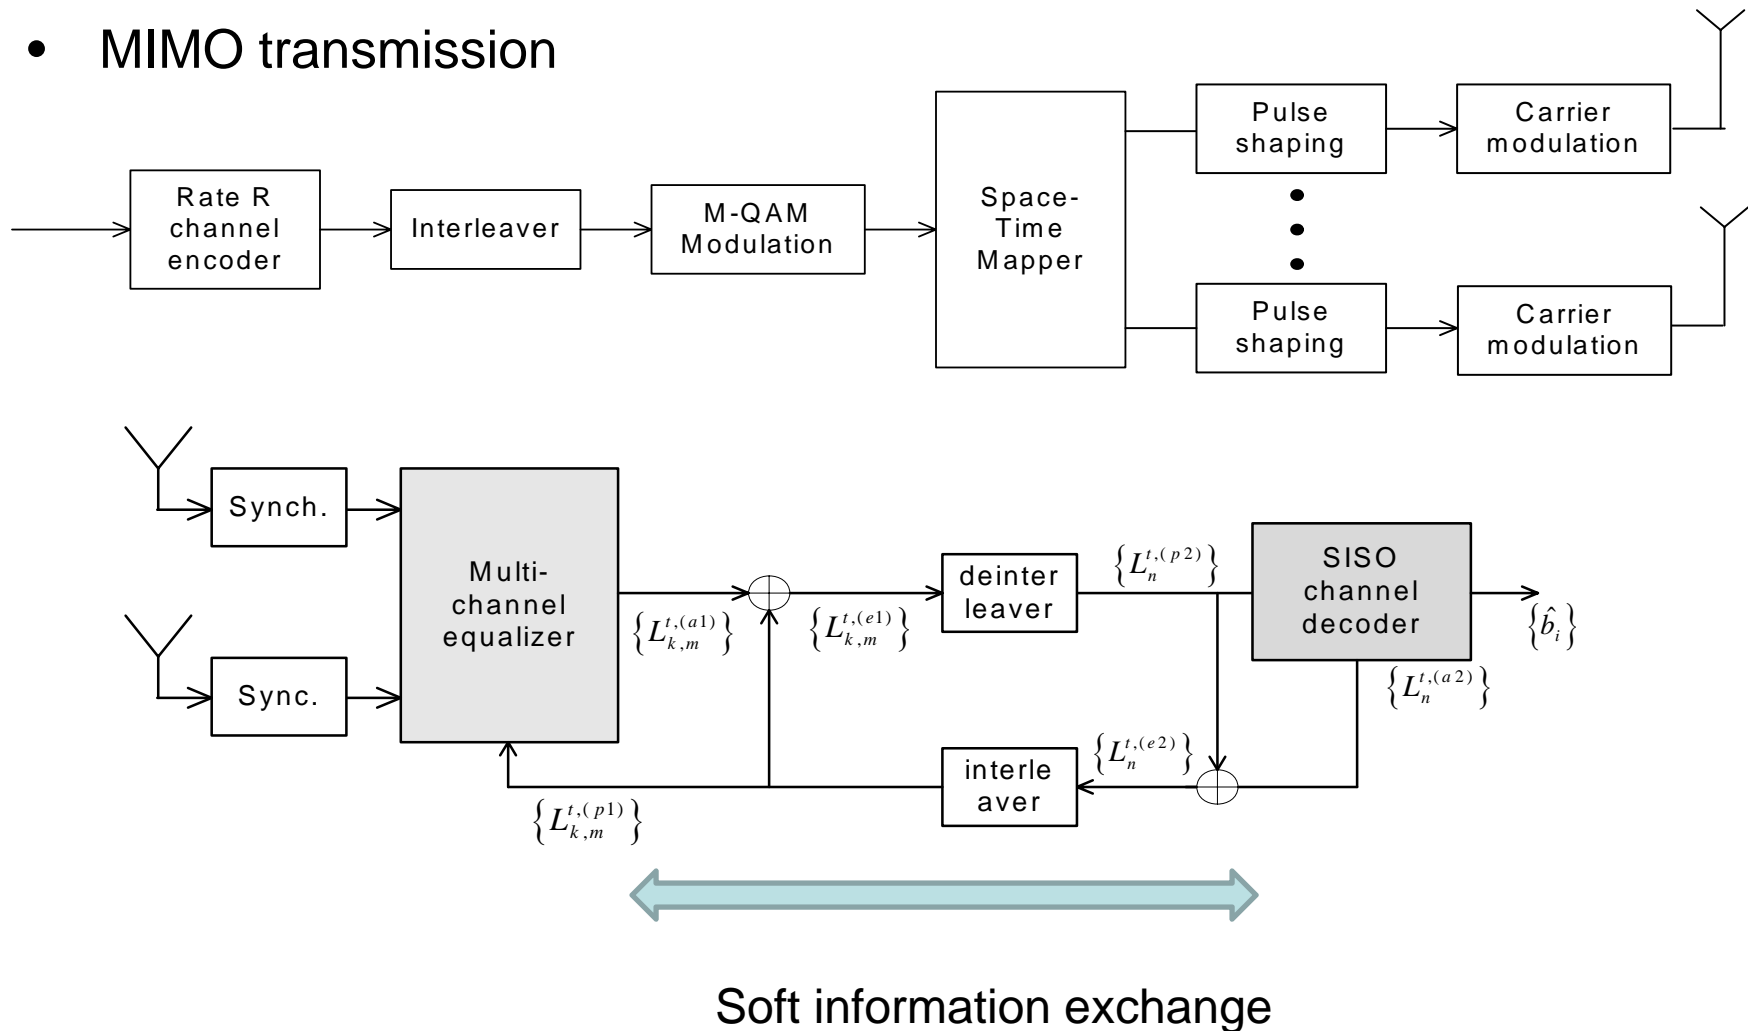 • MIMO transmission
Rate R
channel
encoder
Interleaver
M-QAM
Modulation
Space-
Time
Mapper
Pulse
shaping
Carrier
modulation
Pulse
shaping
Carrier
modulation
Synch.
Sync.
Multi-
channel
equalizer
{L_{k,m}^{t,(a1)}}
{L_{k,m}^{t,(e1)}}
deinter
leaver
{L_n^{t,(p2)}}
SISO
channel
decoder
{b̂_i}
{L_n^{t,(a2)}}
{L_n^{t,(e2)}}
interle
aver
{L_{k,m}^{t,(p1)}}
Soft information exchange